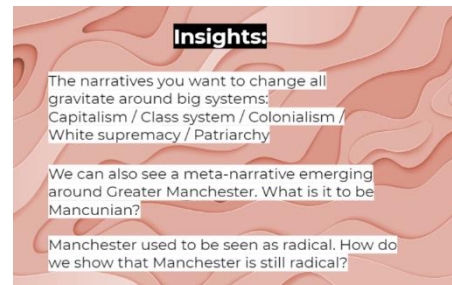 Insights:
The narratives you want to change all
gravitate around big systems:
Capitalism / Class system / Colonialism /
White supremacy / Patriarchy
We can also see a meta-narrative emerging
around Greater Manchester. What is it to be
Mancunian?
Manchester used to be seen as radical. How do
we show that Manchester is still radical?